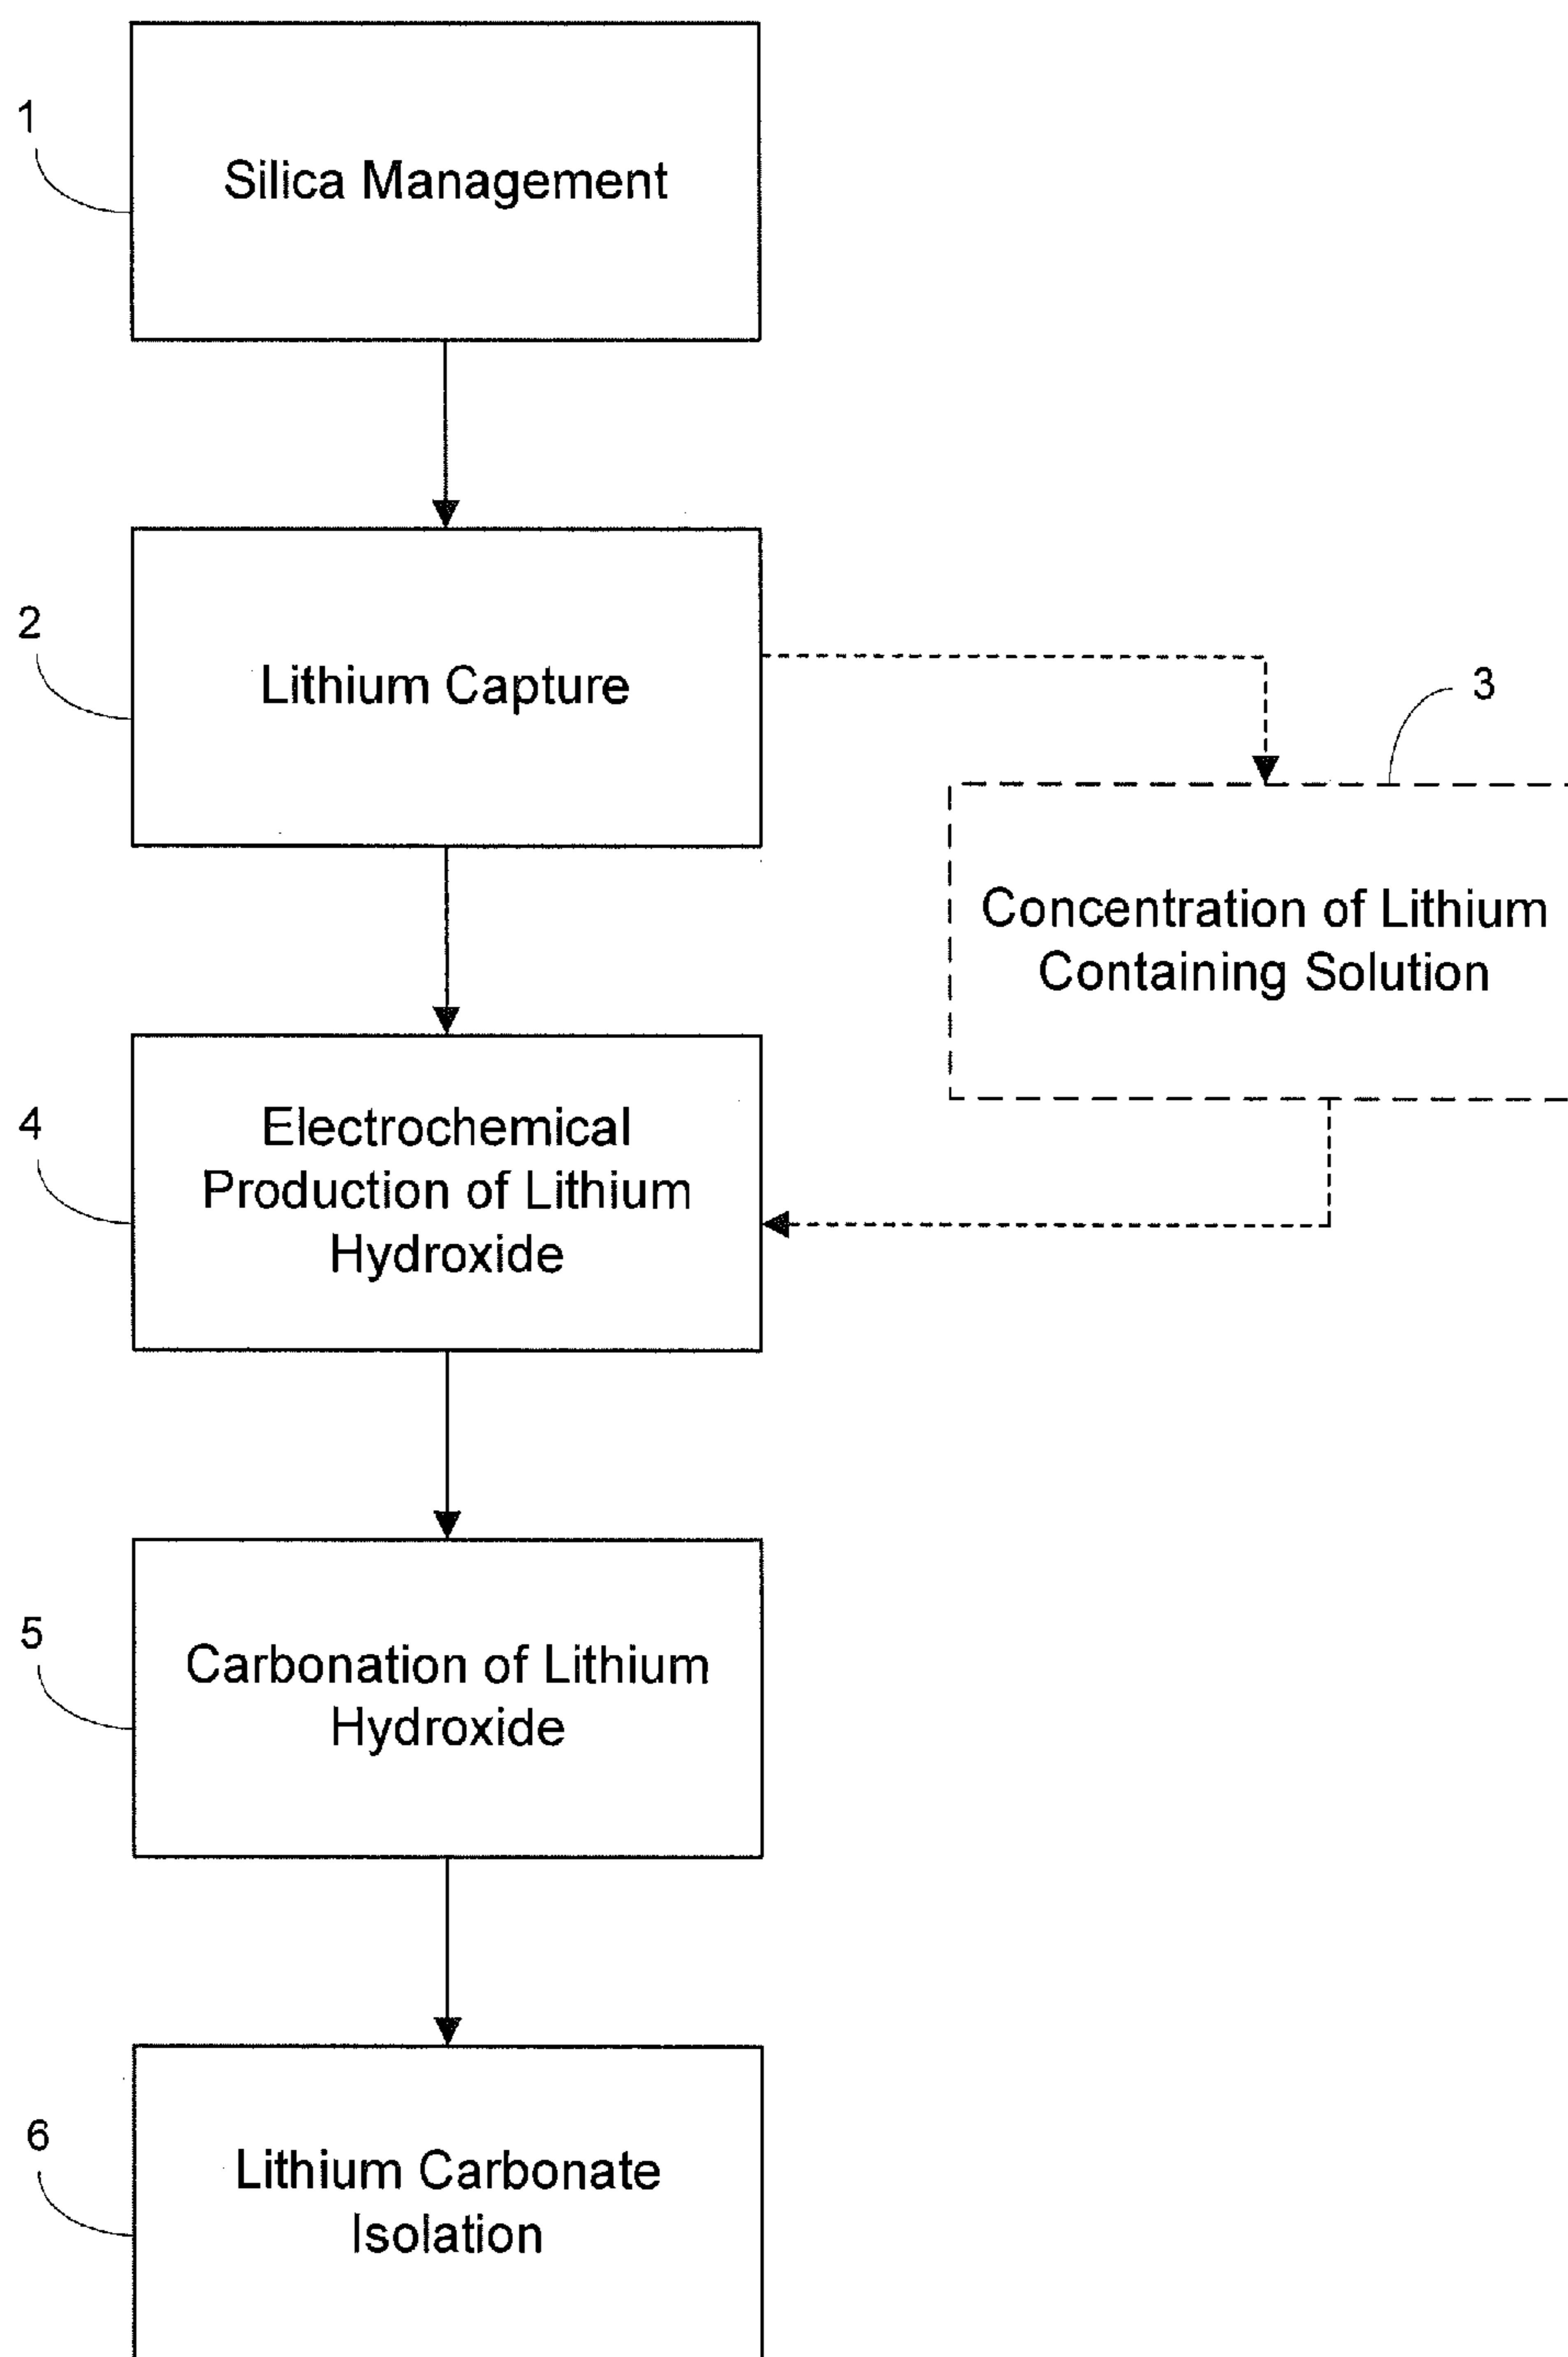 1
Silica Management
2
Lithium Capture
3
Concentration of Lithium
Containing Solution
4
Electrochemical
Production of Lithium
Hydroxide
5
Carbonation of Lithium
Hydroxide
6
Lithium Carbonate
Isolation